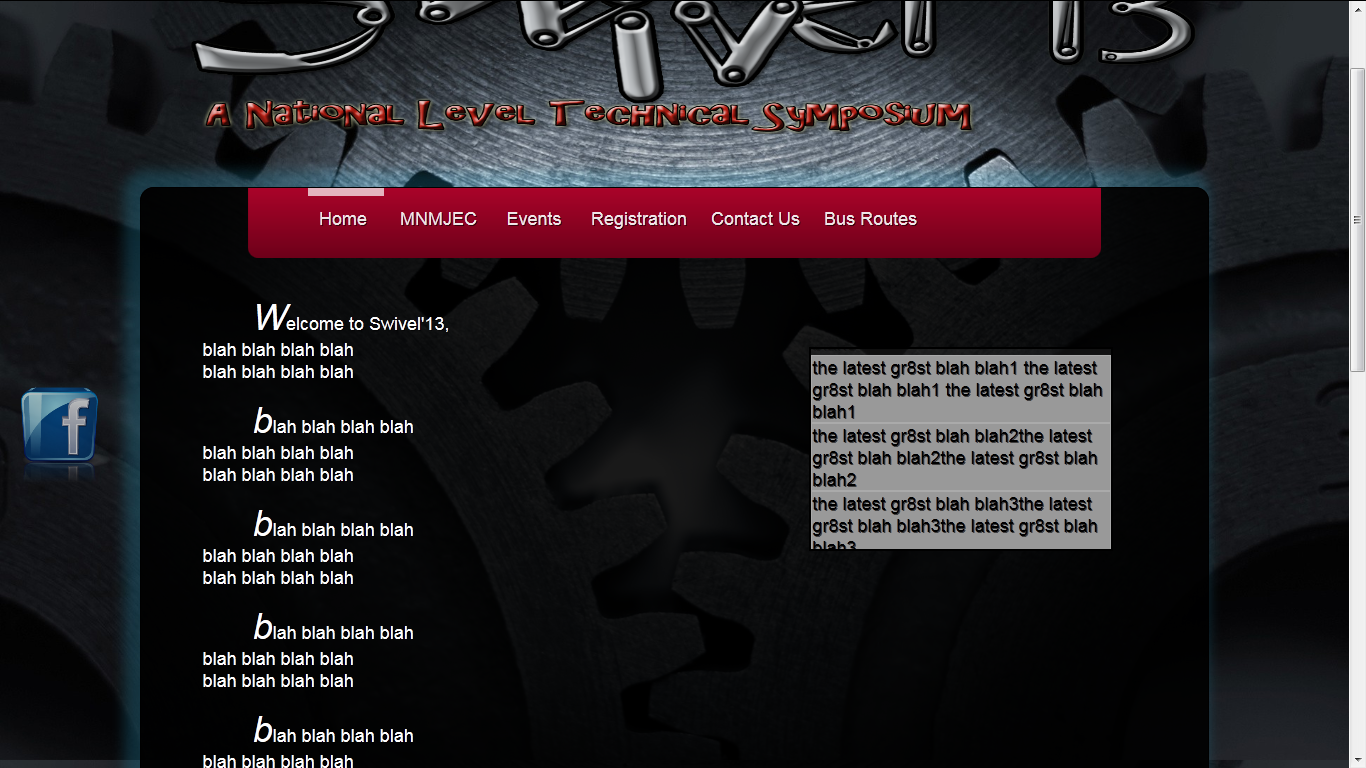 Swivel'13
A National Level Technical Symposium
Home MNMJEC Events Registration Contact Us Bus Routes
Welcome to Swivel'13,
blah blah blah blah
blah blah blah blah
blah blah blah blah
blah blah blah blah
blah blah blah blah
blah blah blah blah
blah blah blah blah
blah blah blah blah
blah blah blah blah
blah blah blah blah
blah blah blah blah
blah blah blah blah
blah blah blah blah
the latest gr8st blah blah1 the latest
gr8st blah blah1 the latest gr8st blah
blah1
the latest gr8st blah blah2the latest
gr8st blah blah2the latest gr8st blah
blah2
the latest gr8st blah blah3the latest
gr8st blah blah3the latest gr8st blah
blah3
f